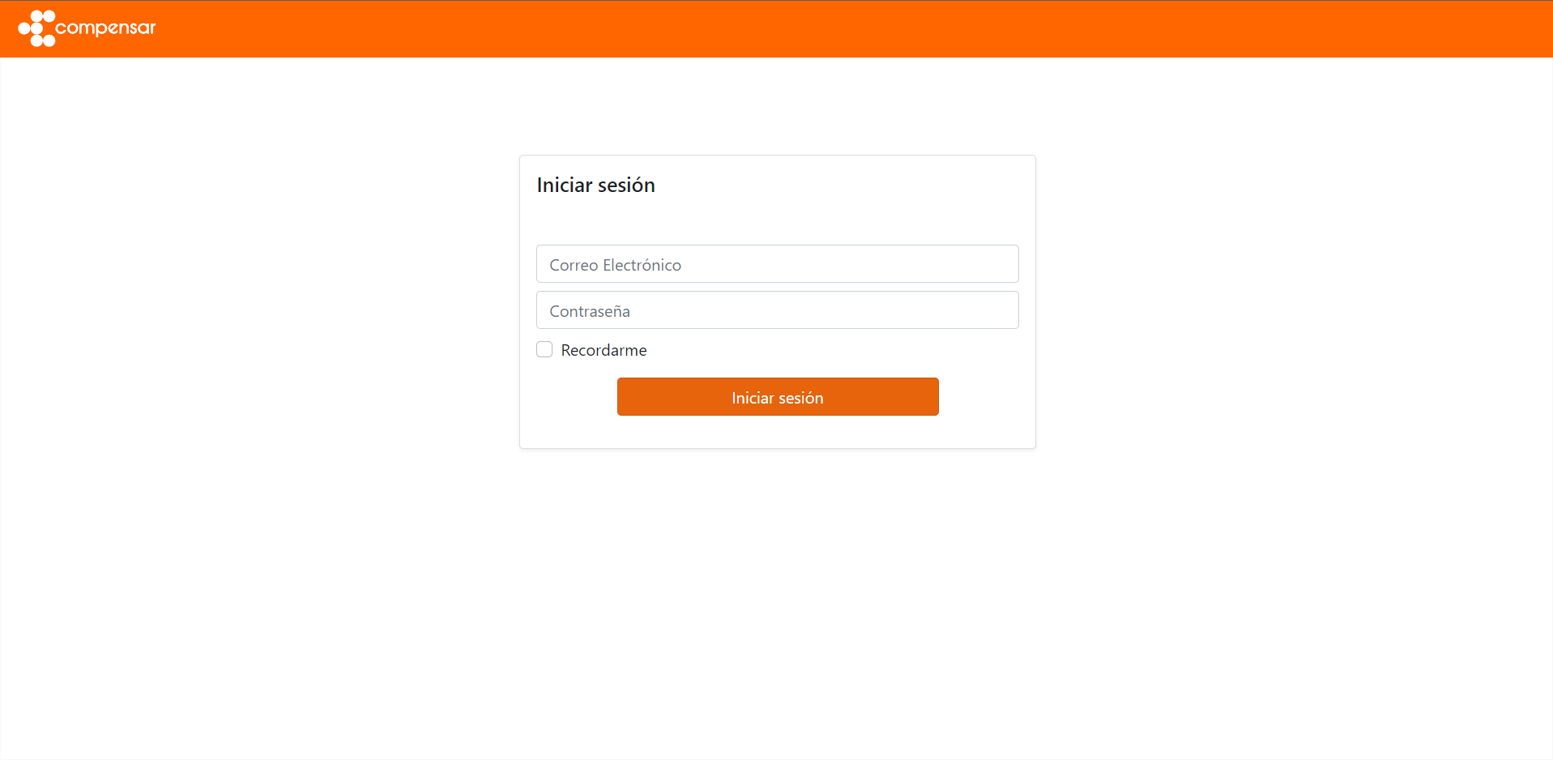 compensar
Iniciar sesión
Correo Electrónico
Contraseña
Recordarme
Iniciar sesión